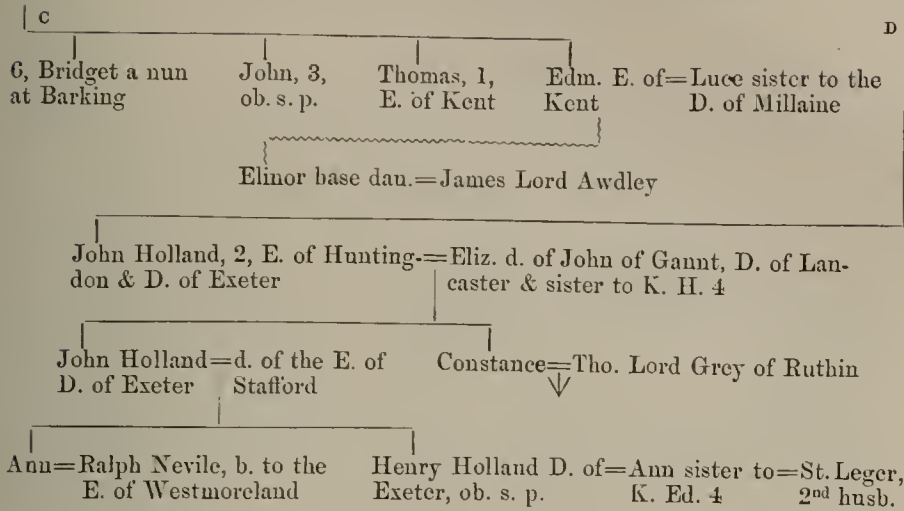 C D
6, Bridget a nun at Barking
John, 3, ob. s. p.
Thomas, 1, E. of Kent
Edm. E. of Kent=Luce sister to the D. of Millaine
Elinor base dau.=James Lord Awdley
John Holland, 2, E. of Hunting-=Eliz. d. of John of Gaunt, D. of Lan-
don & D. of Exeter caster & sister to K. H. 4
John Holland=d. of the E. of Constance=Tho. Lord Grey of Ruthin
D. of Exeter Stafford
Ann=Ralph Nevile, b. to the Henry Holland D. of=Ann sister to=St. Leger,
E. of Westmoreland Exeter, ob. s. p. K. Ed. 4 2nd husb.